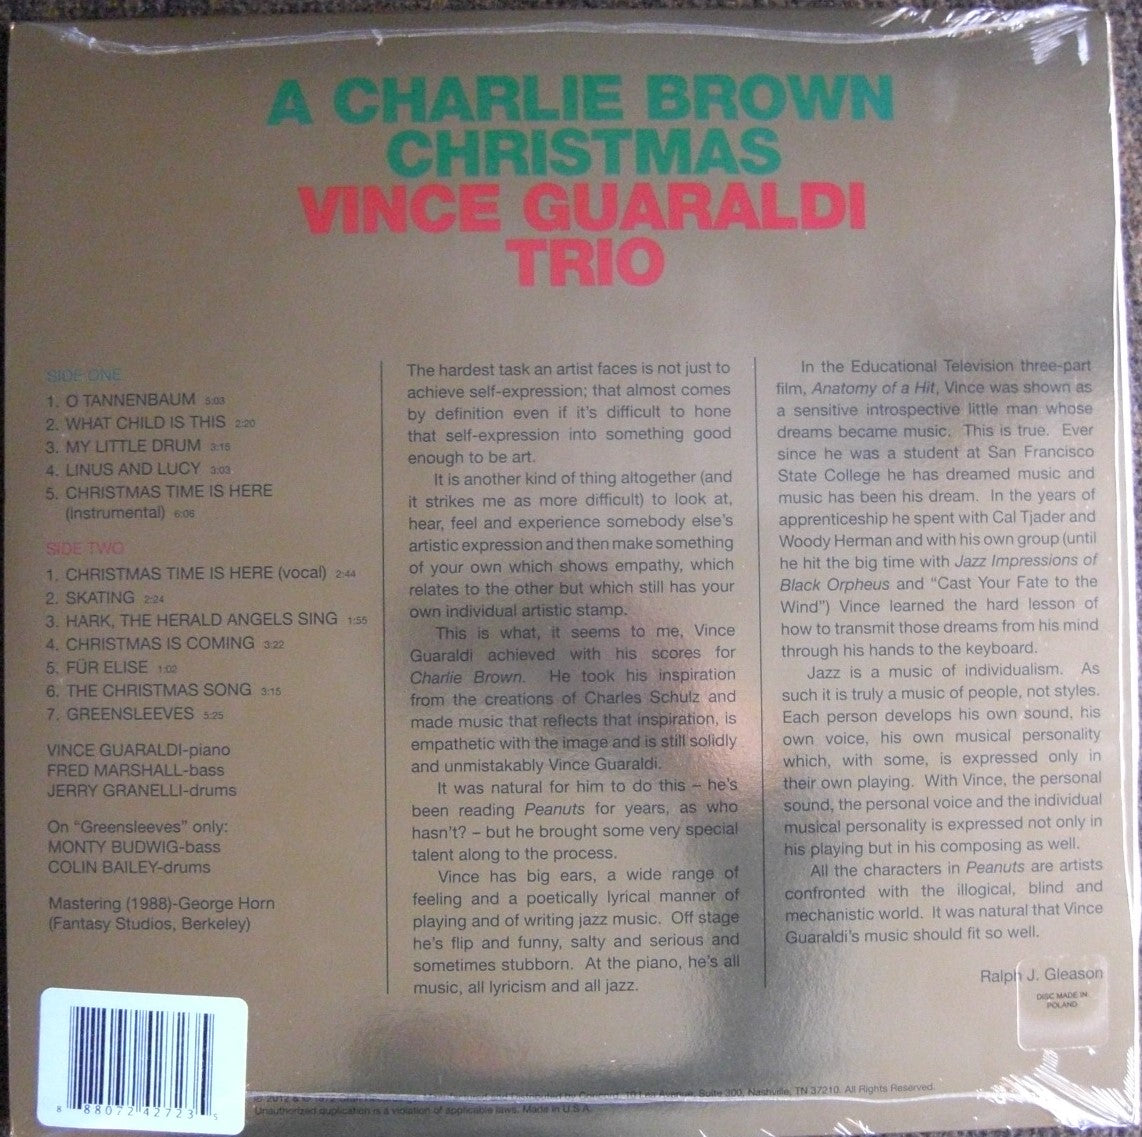 A CHARLIE BROWN
CHRISTMAS
VINCE GUARALDI
TRIO
SIDE ONE
1. O TANNENBAUM 5:03
2. WHAT CHILD IS THIS 2:20
3. MY LITTLE DRUM 3:15
4. LINUS AND LUCY 3:03
5. CHRISTMAS TIME IS HERE
(Instrumental) 6:06
SIDE TWO
1. CHRISTMAS TIME IS HERE (vocal) 2:44
2. SKATING 2:24
3. HARK, THE HERALD ANGELS SING 1:55
4. CHRISTMAS IS COMING 3:22
5. FÜR ELISE 1:02
6. THE CHRISTMAS SONG 3:15
7. GREENSLEEVES 5:25
VINCE GUARALDI-piano
FRED MARSHALL-bass
JERRY GRANELLI-drums
On “Greensleeves” only:
MONTY BUDWIG-bass
COLIN BAILEY-drums
Mastering (1988)-George Horn
(Fantasy Studios, Berkeley)
The hardest task an artist faces is not just to
achieve self-expression; that almost comes
by definition even if it’s difficult to hone
that self-expression into something good
enough to be art.
It is another kind of thing altogether (and
it strikes me as more difficult) to look at,
hear, feel and experience somebody else’s
artistic expression and then make something
of your own which shows empathy, which
relates to the other but which still has your
own individual artistic stamp.
This is what, it seems to me, Vince
Guaraldi achieved with his scores for
Charlie Brown. He took his inspiration
from the creations of Charles Schulz and
made music that reflects that inspiration, is
empathetic with the image and is still solidly
and unmistakably Vince Guaraldi.
It was natural for him to do this – he’s
been reading Peanuts for years, as who
hasn’t? – but he brought some very special
talent along to the process.
Vince has big ears, a wide range of
feeling and a poetically lyrical manner of
playing and of writing jazz music. Off stage
he’s flip and funny, salty and serious and
sometimes stubborn. At the piano, he’s all
music, all lyricism and all jazz.
In the Educational Television three-part
film, Anatomy of a Hit, Vince was shown as
a sensitive introspective little man whose
dreams became music. This is true. Ever
since he was a student at San Francisco
State College he has dreamed music and
music has been his dream. In the years of
apprenticeship he spent with Cal Tjader and
Woody Herman and with his own group (until
he hit the big time with Jazz Impressions of
Black Orpheus and “Cast Your Fate to the
Wind”) Vince learned the hard lesson of
how to transmit those dreams from his mind
through his hands to the keyboard.
Jazz is a music of individualism. As
such it is truly a music of people, not styles.
Each person develops his own sound, his
own voice, his own musical personality
which, with some, is expressed only in
their own playing. With Vince, the personal
sound, the personal voice and the individual
musical personality is expressed not only in
his playing but in his composing as well.
All the characters in Peanuts are artists
confronted with the illogical, blind and
mechanistic world. It was natural that Vince
Guaraldi’s music should fit so well.
Ralph J. Gleason
DISC MADE IN
POLAND
8 88072 42723 5
Suite 300, Nashville, TN 37210. All Rights Reserved.
Unauthorized duplication is a violation of applicable laws. Made in U.S.A.